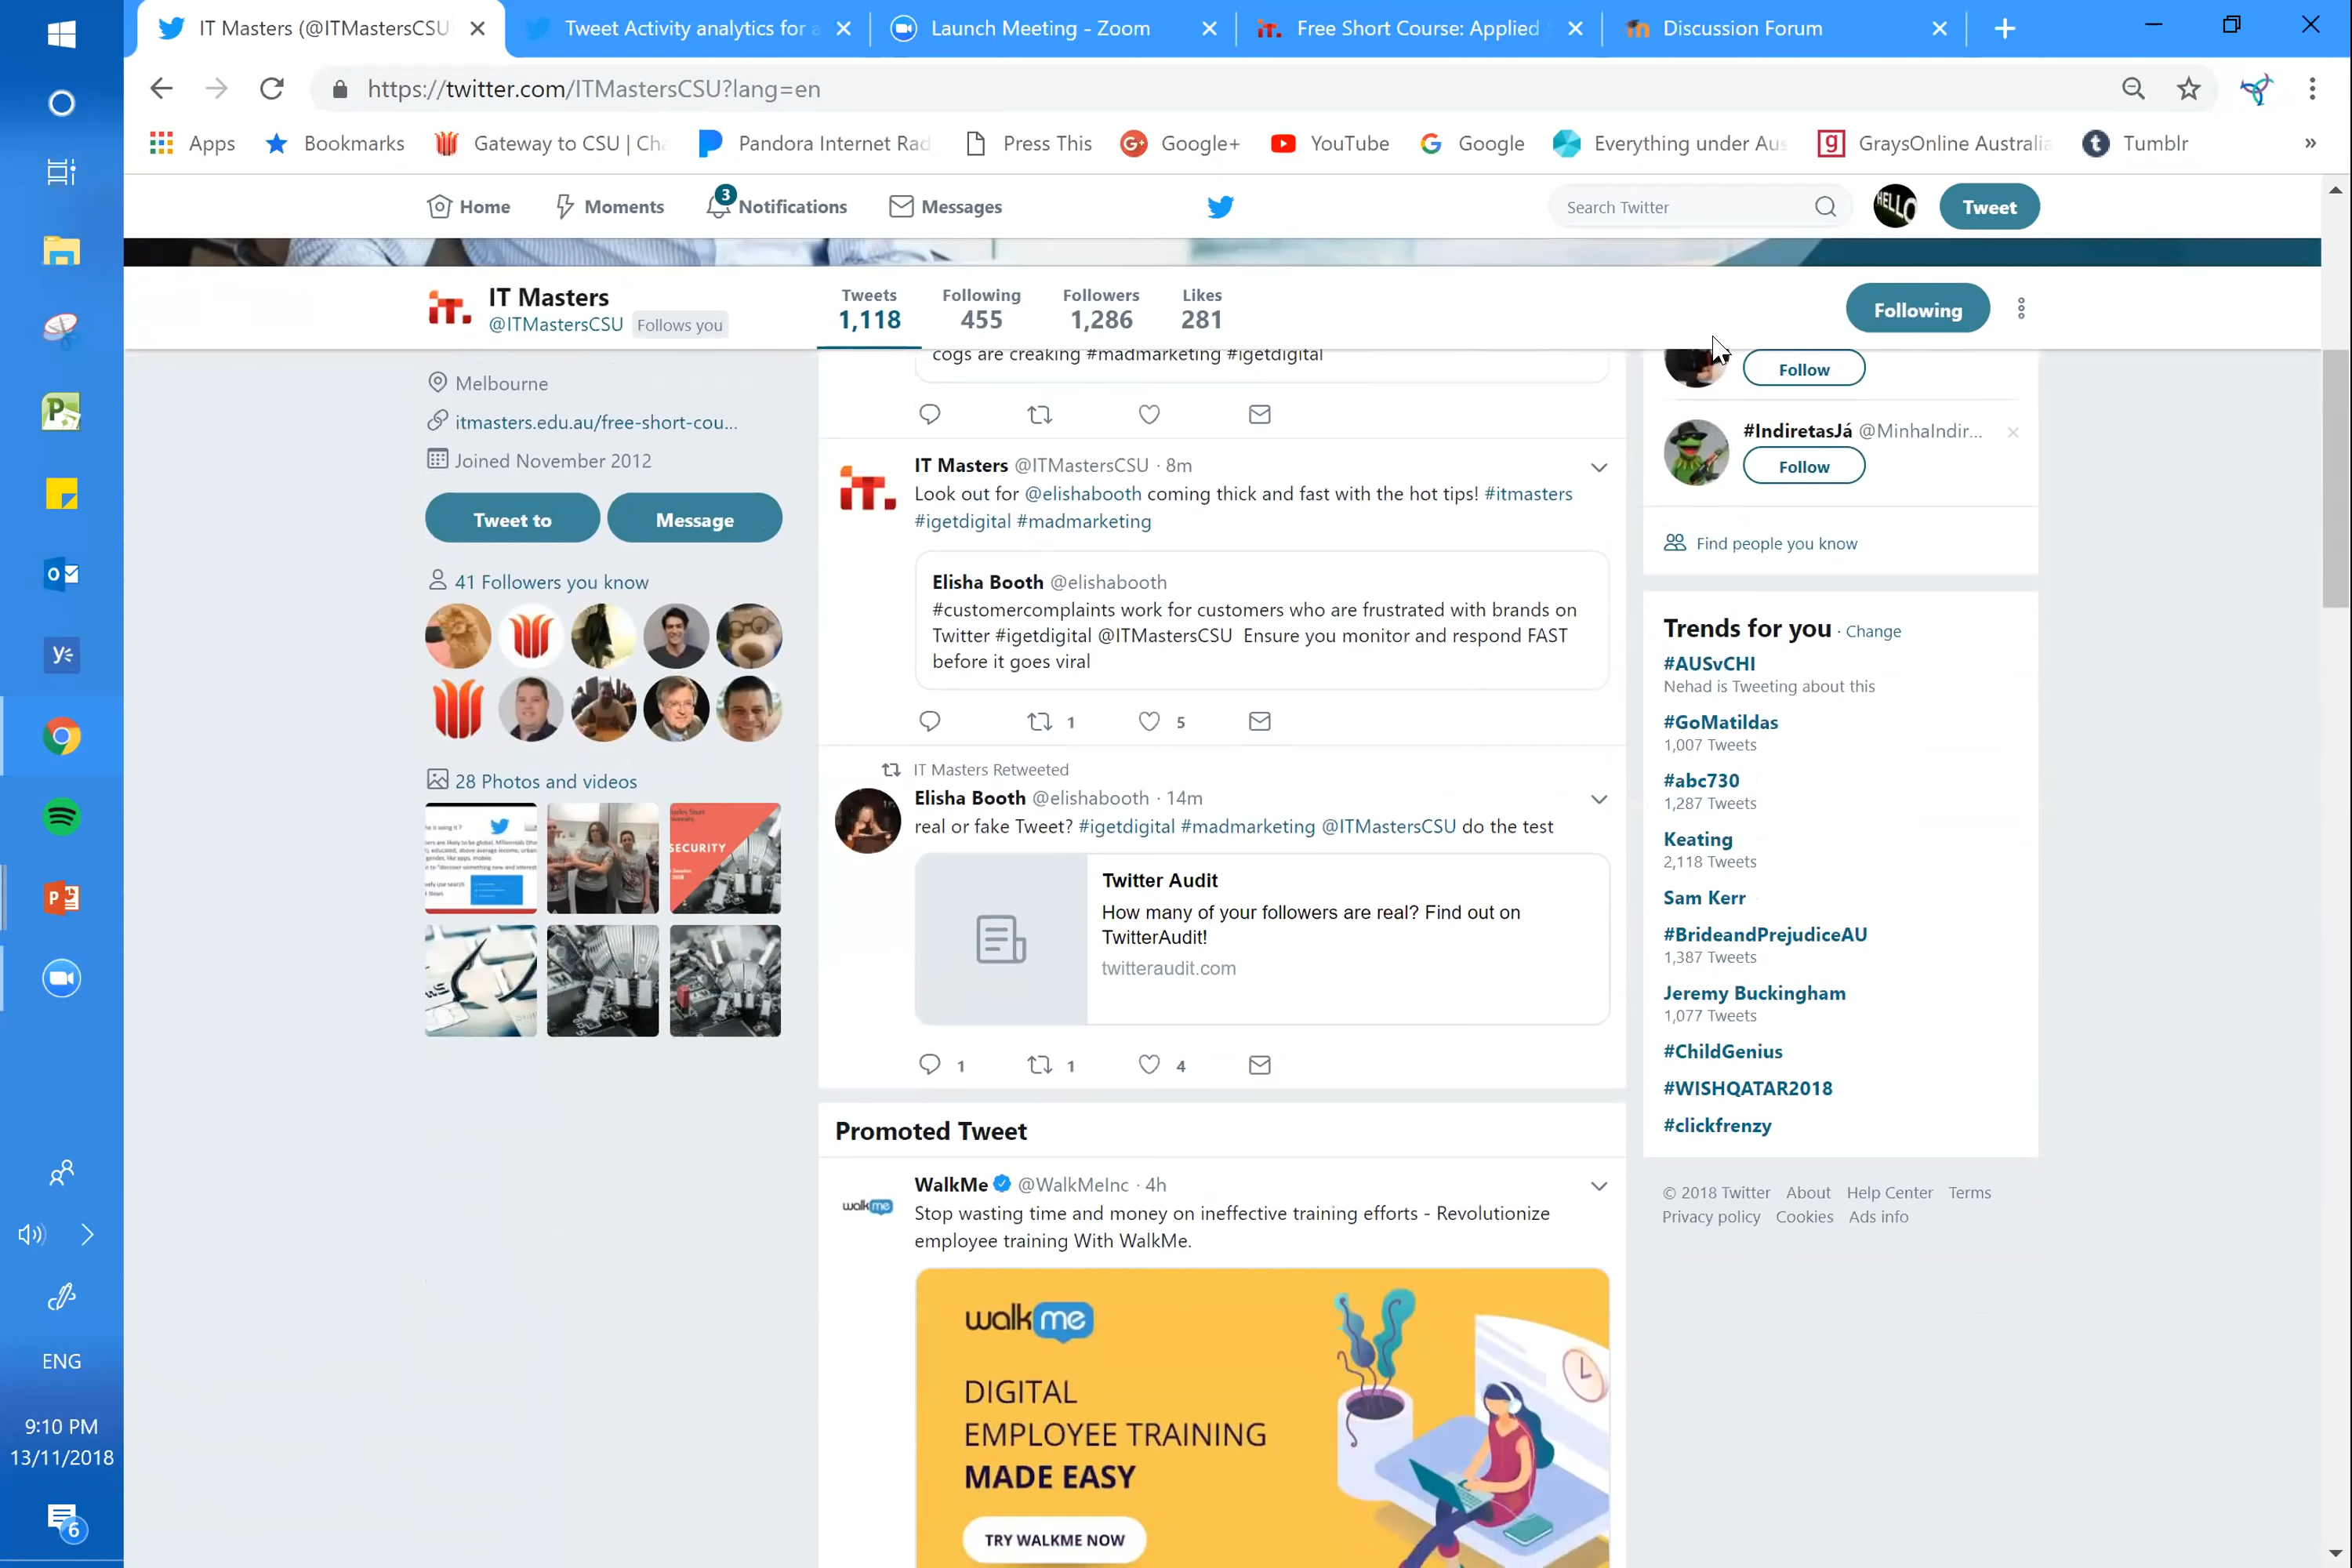 IT Masters (@ITMastersCSU)
Tweet Activity analytics for a
Launch Meeting - Zoom
Free Short Course: Applied
Discussion Forum
https://twitter.com/ITMastersCSU?lang=en
Apps
Bookmarks
Gateway to CSU | Cha
Pandora Internet Rad
Press This
Google+
YouTube
Google
Everything under Aus
GraysOnline Australia
Tumblr
»
Home
Moments
3
Notifications
Messages
Search Twitter
HELLO
Tweet
IT Masters
@ITMastersCSU Follows you
Tweets
1,118
Following
455
Followers
1,286
Likes
281
Following
Melbourne
itmasters.edu.au/free-short-cou...
Joined November 2012
Tweet to
Message
41 Followers you know
28 Photos and videos
SECURITY
cogs are creaking #madmarketing #igetdigital
IT Masters @ITMastersCSU · 8m
Look out for @elishabooth coming thick and fast with the hot tips! #itmasters
#igetdigital #madmarketing
Elisha Booth @elishabooth
#customercomplaints work for customers who are frustrated with brands on
Twitter #igetdigital @ITMastersCSU Ensure you monitor and respond FAST
before it goes viral
1
5
IT Masters Retweeted
Elisha Booth @elishabooth · 14m
real or fake Tweet? #igetdigital #madmarketing @ITMastersCSU do the test
Twitter Audit
How many of your followers are real? Find out on
TwitterAudit!
twitteraudit.com
1
1
4
Promoted Tweet
WalkMe @WalkMeInc · 4h
Stop wasting time and money on ineffective training efforts - Revolutionize
employee training With WalkMe.
walkme
walkme
DIGITAL
EMPLOYEE TRAINING
MADE EASY
TRY WALKME NOW
Follow
#IndiretasJá @MinhaIndir...
Follow
Find people you know
Trends for you · Change
#AUSvCHI
Nehad is Tweeting about this
#GoMatildas
1,007 Tweets
#abc730
1,287 Tweets
Keating
2,118 Tweets
Sam Kerr
#BrideandPrejudiceAU
1,387 Tweets
Jeremy Buckingham
1,077 Tweets
#ChildGenius
#WISHQATAR2018
#clickfrenzy
© 2018 Twitter About Help Center Terms
Privacy policy Cookies Ads info
ENG
9:10 PM
13/11/2018
6